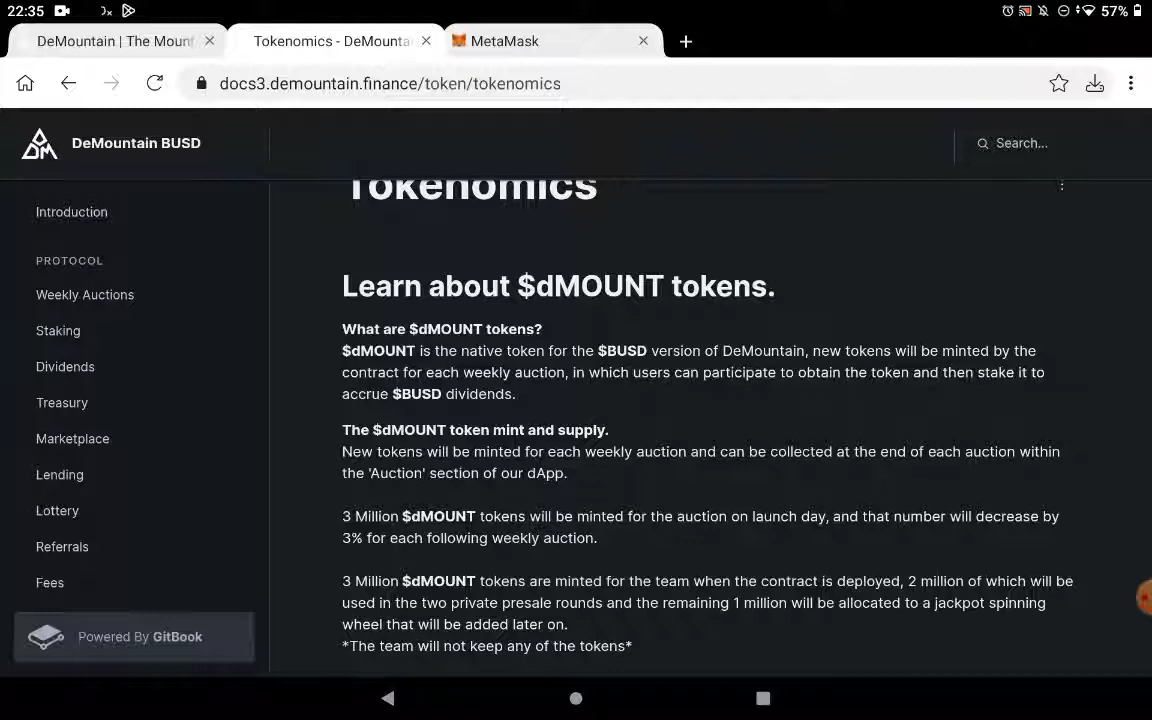 22:35
57%
DeMountain | The Mount
Tokenomics - DeMounta
MetaMask
docs3.demountain.finance/token/tokenomics
DeMountain BUSD
Search...
Tokenomics
Introduction
PROTOCOL
Weekly Auctions
Staking
Dividends
Treasury
Marketplace
Lending
Lottery
Referrals
Fees
Powered By GitBook
Learn about $dMOUNT tokens.
What are $dMOUNT tokens?
$dMOUNT is the native token for the $BUSD version of DeMountain, new tokens will be minted by the
contract for each weekly auction, in which users can participate to obtain the token and then stake it to
accrue $BUSD dividends.
The $dMOUNT token mint and supply.
New tokens will be minted for each weekly auction and can be collected at the end of each auction within
the 'Auction' section of our dApp.
3 Million $dMOUNT tokens will be minted for the auction on launch day, and that number will decrease by
3% for each following weekly auction.
3 Million $dMOUNT tokens are minted for the team when the contract is deployed, 2 million of which will be
used in the two private presale rounds and the remaining 1 million will be allocated to a jackpot spinning
wheel that will be added later on.
*The team will not keep any of the tokens*